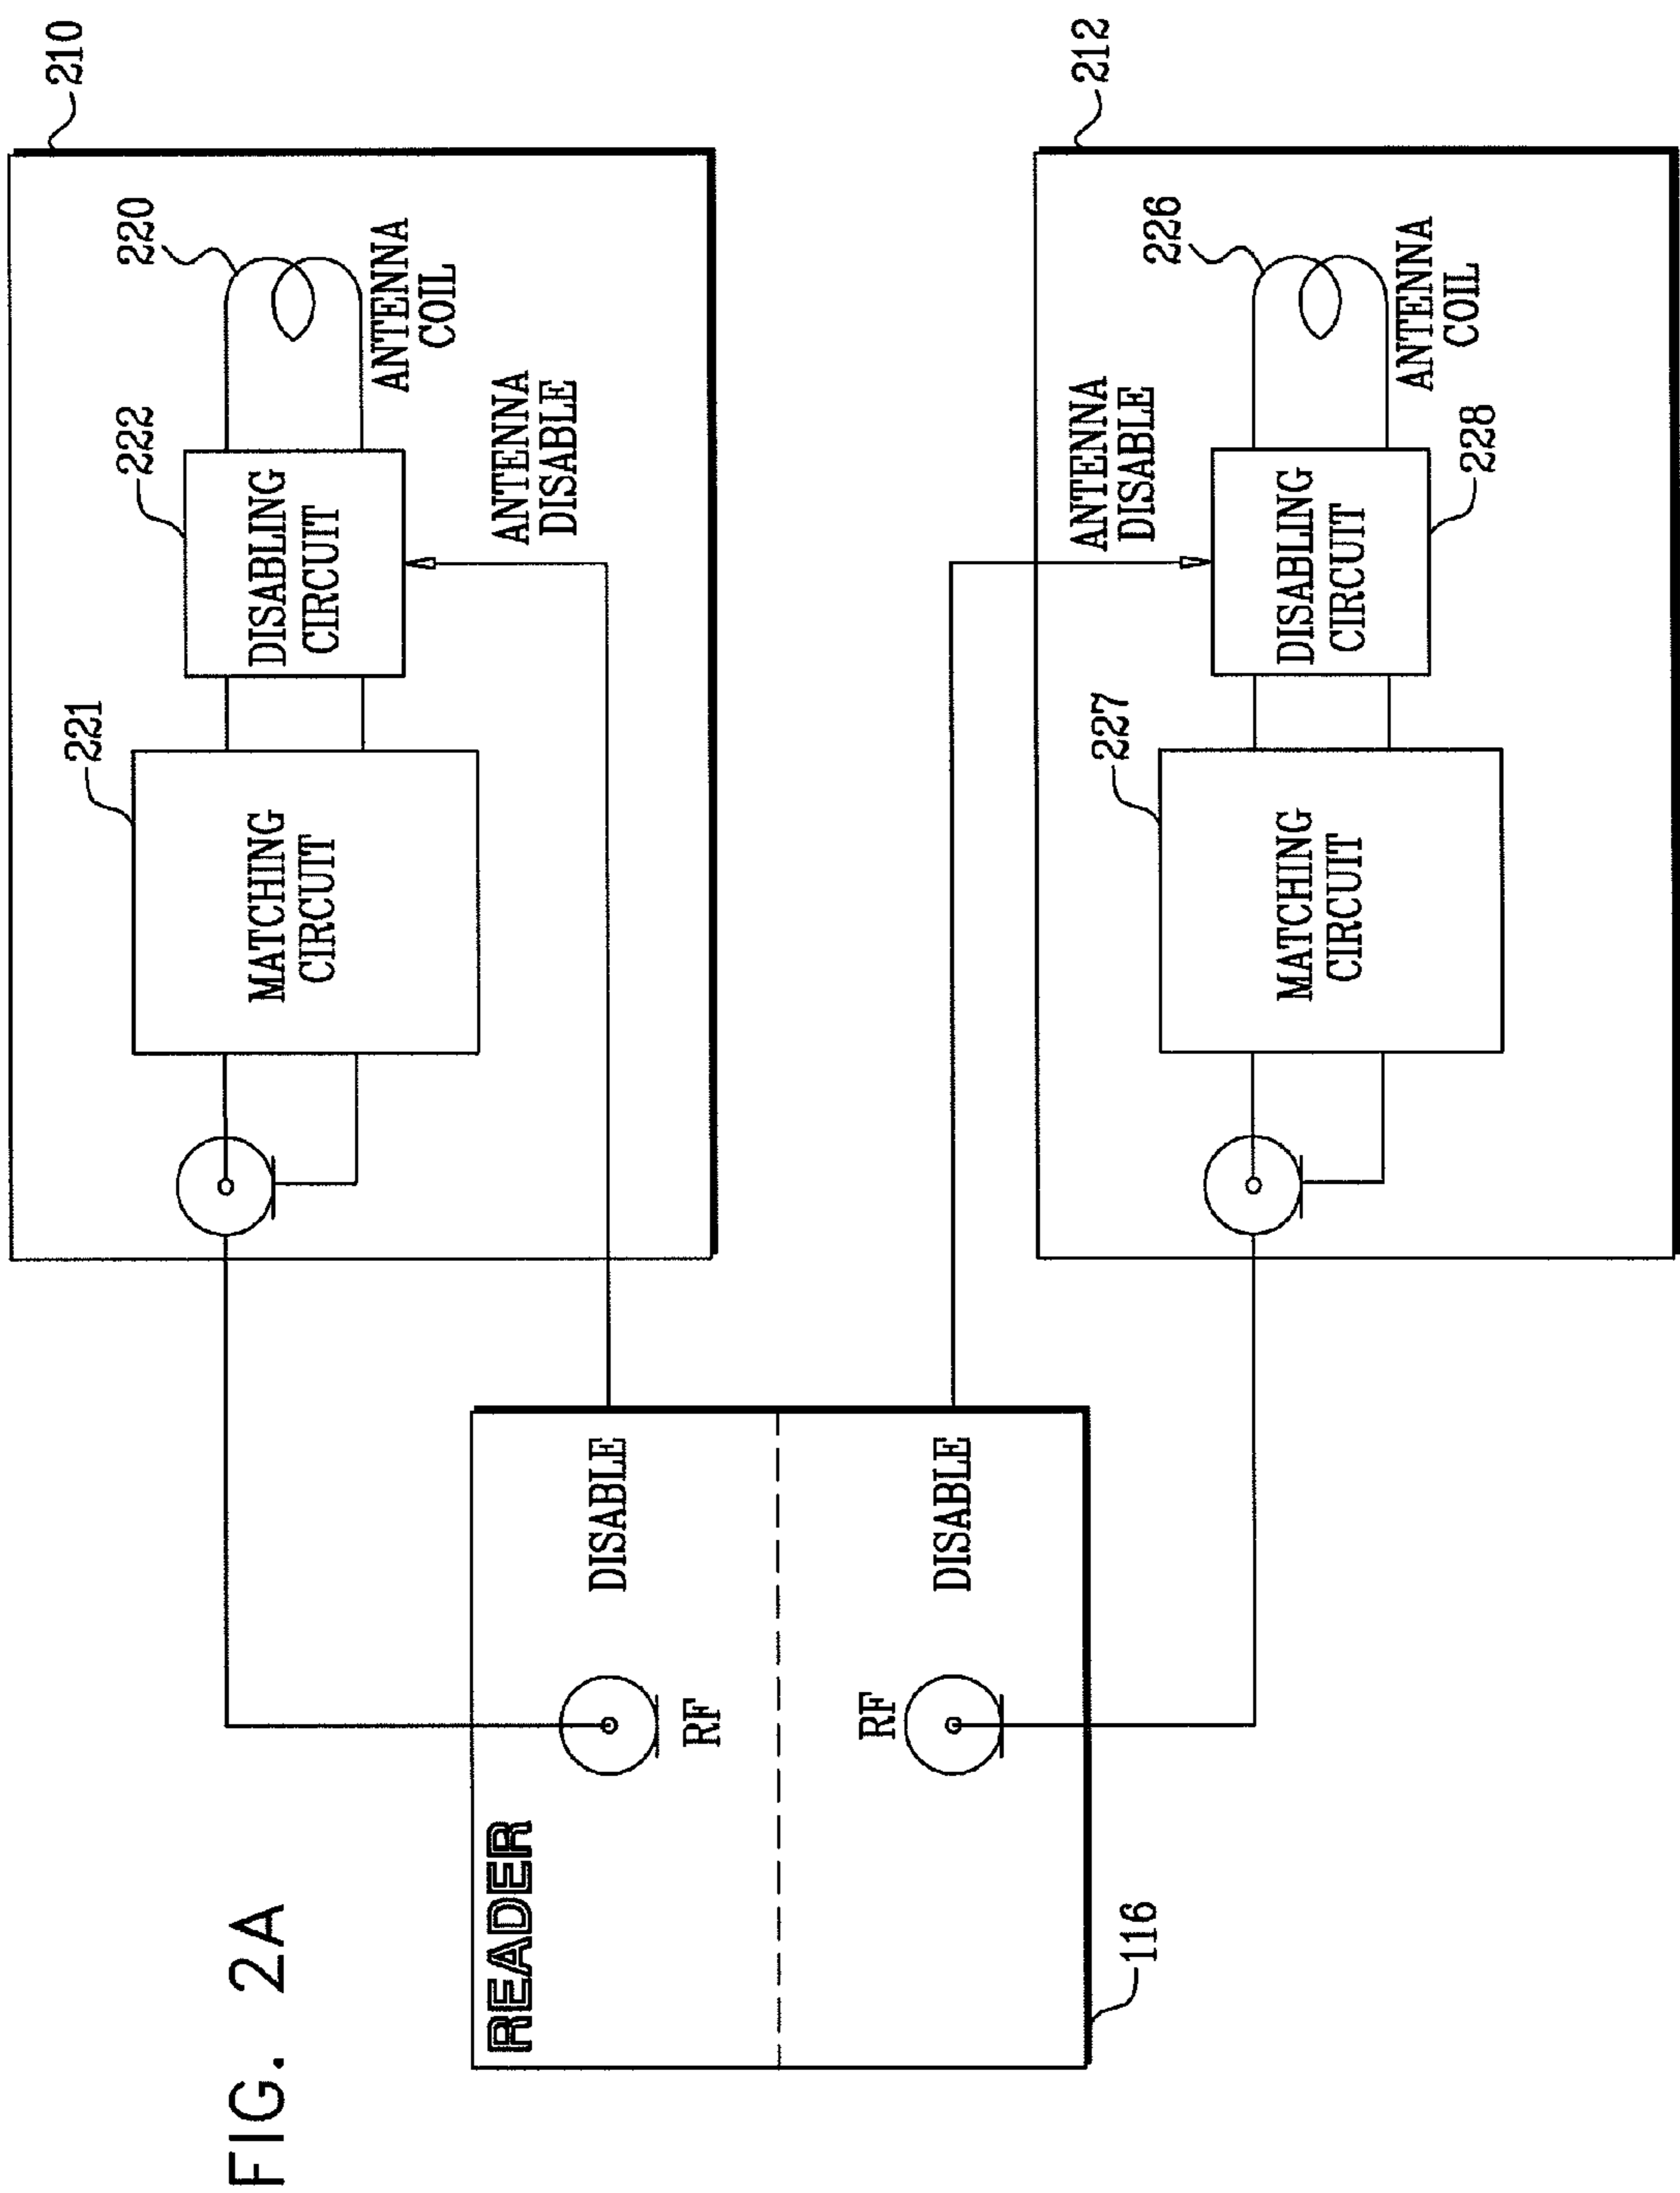 FIG. 2A
210
220
222
221
ANTENNA
COIL
DISABLING
CIRCUIT
MATCHING
CIRCUIT
ANTENNA
DISABLE
READER
DISABLE
RF
RF
DISABLE
116
212
226
ANTENNA
DISABLE
227
ANTENNA
COIL
DISABLING
CIRCUIT
MATCHING
CIRCUIT
228